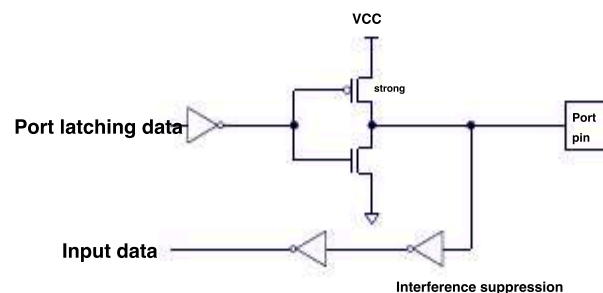 VCC
strong
Port latching data
Port
pin
Input data
Interference suppression